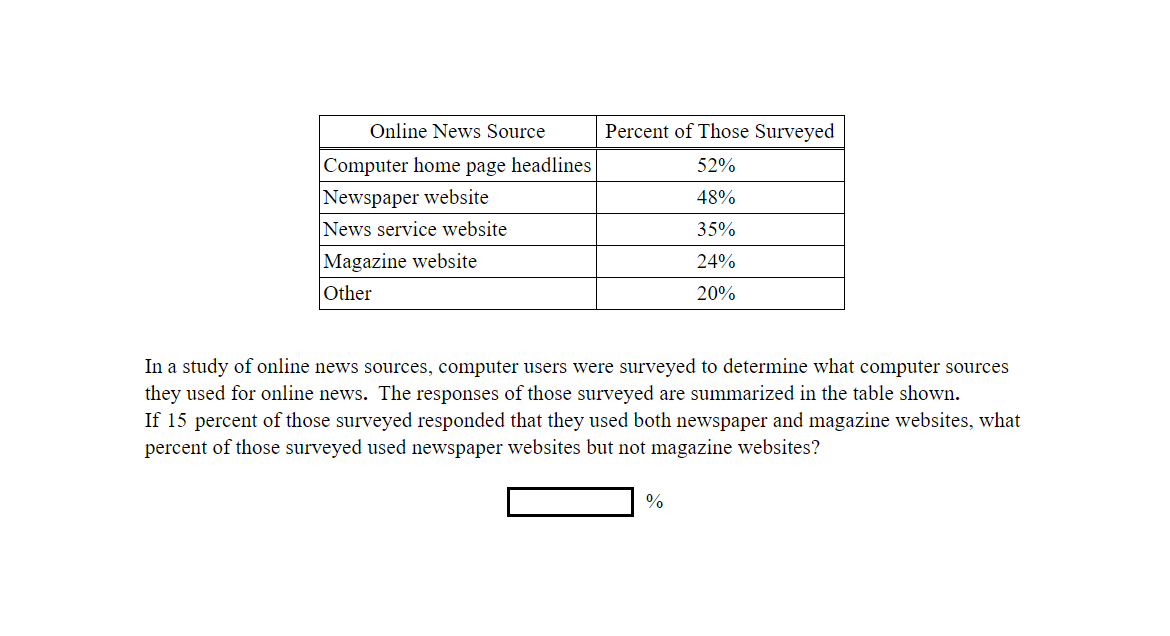 Online News Source Percent of Those Surveyed
Computer home page headlines 52%
Newspaper website 48%
News service website 35%
Magazine website 24%
Other 20%
In a study of online news sources, computer users were surveyed to determine what computer sources
they used for online news. The responses of those surveyed are summarized in the table shown.
If 15 percent of those surveyed responded that they used both newspaper and magazine websites, what
percent of those surveyed used newspaper websites but not magazine websites?
%